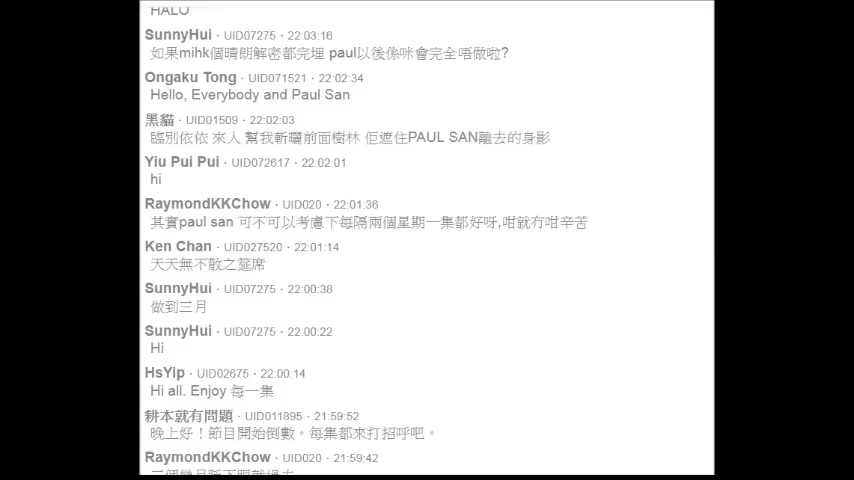 HALO
SunnyHui · UID07275 · 22:03:16
如果mihk個晴朗解密都完埋 paul以後係咪會完全唔做啦?
Ongaku Tong · UID071521 · 22:02:34
Hello, Everybody and Paul San
黑貓 · UID01509 · 22:02:03
臨別依依 來人 幫我斬曬前面樹林 佢遮住PAUL SAN離去的身影
Yiu Pui Pui · UID072617 · 22:02:01
hi
RaymondKKChow · UID020 · 22:01:36
其實paul san 可不可以考慮下每隔兩個星期一集都好呀,咁就冇咁辛苦
Ken Chan · UID027520 · 22:01:14
天天無不散之筵席
SunnyHui · UID07275 · 22:00:38
做到三月
SunnyHui · UID07275 · 22:00:22
Hi
HsYip · UID02675 · 22:00:14
Hi all. Enjoy 每一集
耕本就有問題 · UID011895 · 21:59:52
晚上好！節目開始倒數。每集都來打招呼吧。
RaymondKKChow · UID020 · 21:59:42